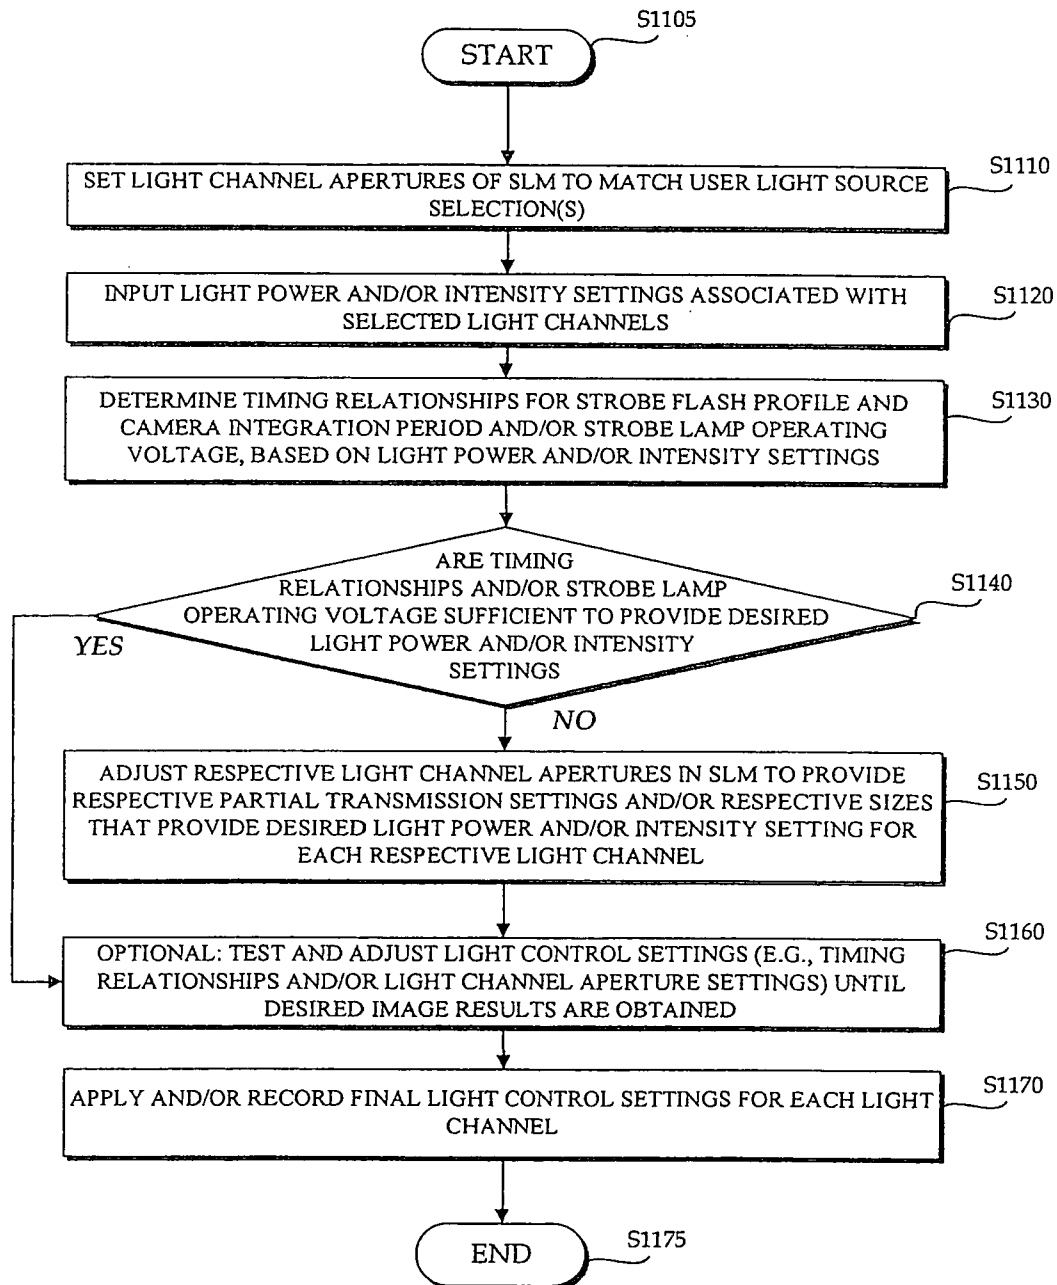 S1105
START
S1110
SET LIGHT CHANNEL APERTURES OF SLM TO MATCH USER LIGHT SOURCE
SELECTION(S)
S1120
INPUT LIGHT POWER AND/OR INTENSITY SETTINGS ASSOCIATED WITH
SELECTED LIGHT CHANNELS
S1130
DETERMINE TIMING RELATIONSHIPS FOR STROBE FLASH PROFILE AND
CAMERA INTEGRATION PERIOD AND/OR STROBE LAMP OPERATING
VOLTAGE, BASED ON LIGHT POWER AND/OR INTENSITY SETTINGS
S1140
ARE TIMING
RELATIONSHIPS AND/OR STROBE LAMP
OPERATING VOLTAGE SUFFICIENT TO PROVIDE DESIRED
LIGHT POWER AND/OR INTENSITY
SETTINGS
YES
NO
S1150
ADJUST RESPECTIVE LIGHT CHANNEL APERTURES IN SLM TO PROVIDE
RESPECTIVE PARTIAL TRANSMISSION SETTINGS AND/OR RESPECTIVE SIZES
THAT PROVIDE DESIRED LIGHT POWER AND/OR INTENSITY SETTING FOR
EACH RESPECTIVE LIGHT CHANNEL
S1160
OPTIONAL: TEST AND ADJUST LIGHT CONTROL SETTINGS (E.G., TIMING
RELATIONSHIPS AND/OR LIGHT CHANNEL APERTURE SETTINGS) UNTIL
DESIRED IMAGE RESULTS ARE OBTAINED
S1170
APPLY AND/OR RECORD FINAL LIGHT CONTROL SETTINGS FOR EACH LIGHT
CHANNEL
S1175
END